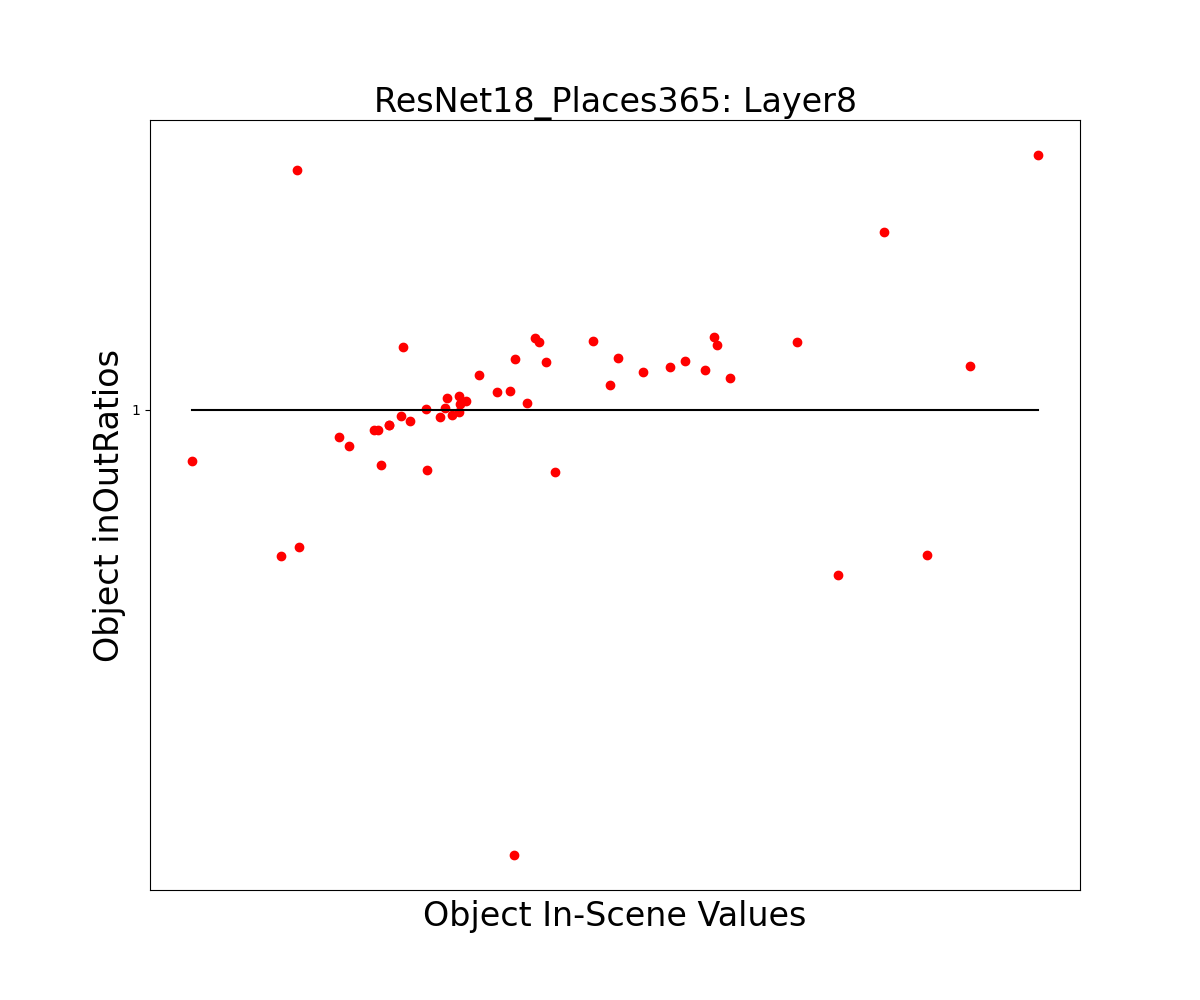 ResNet18_Places365: Layer8
Object inOutRatios
1
Object In-Scene Values